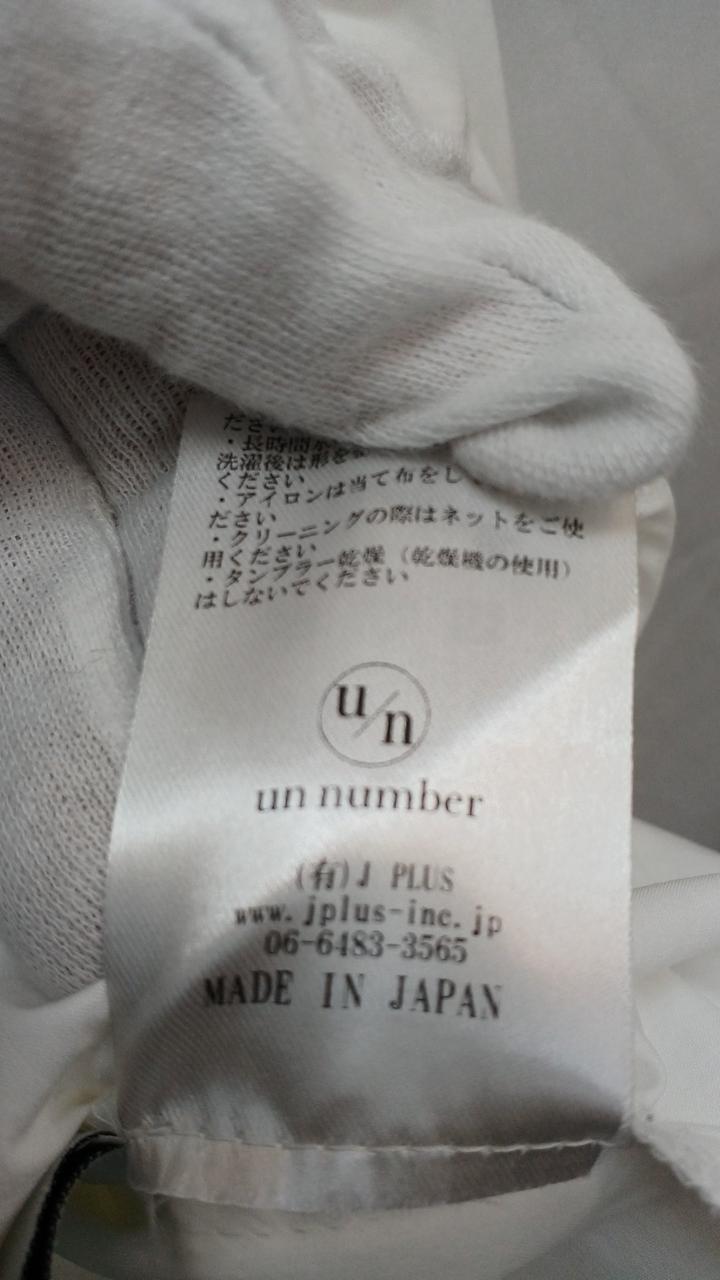 ださい
・長時間
洗濯後は形を
ください
・アイロンは当て布をし
ださい
・クリーニングの際はネットをご使
用ください
・タンブラー乾燥（乾燥機の使用）
はしないでください
u/n
un number
(有)J PLUS
www.jplus-inc.jp
06-6483-3565
MADE IN JAPAN